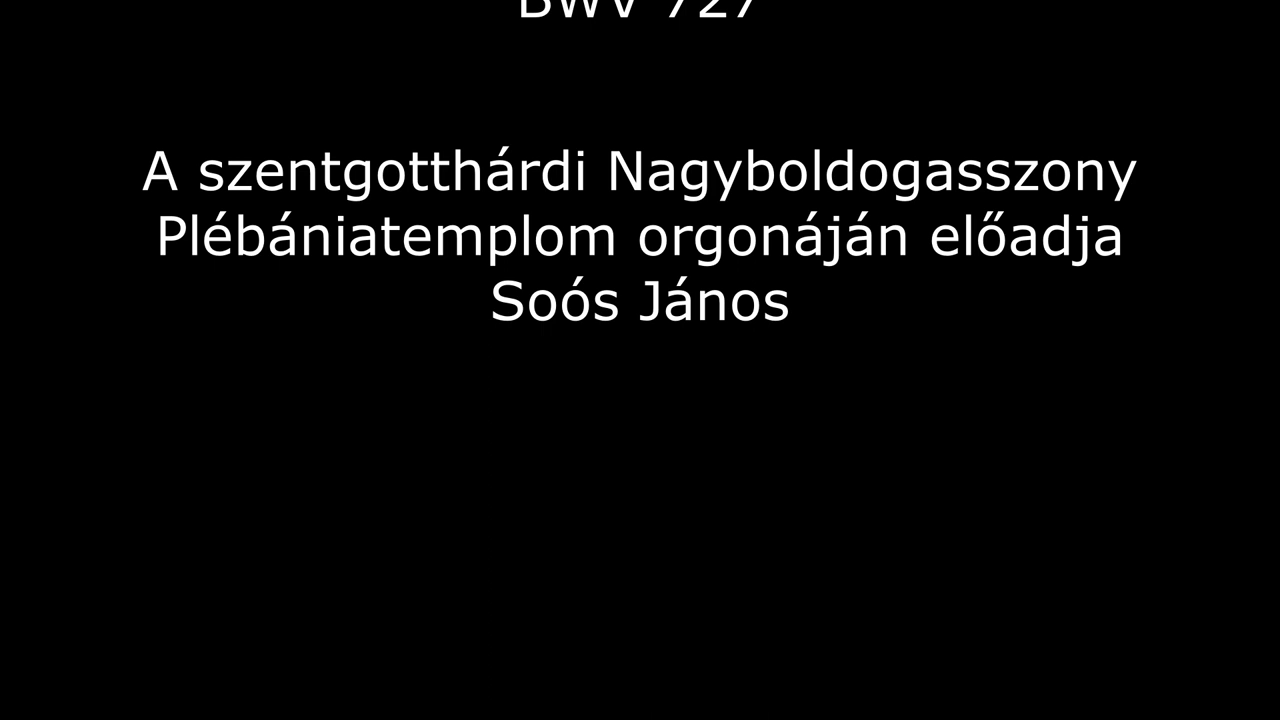 BWV 727
A szentgotthárdi Nagyboldogasszony
Plébániatemplom orgonáján előadja
Soós János